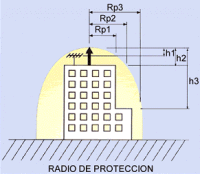 Rp3
Rp2
Rp1
h1
h2
h3
RADIO DE PROTECCION